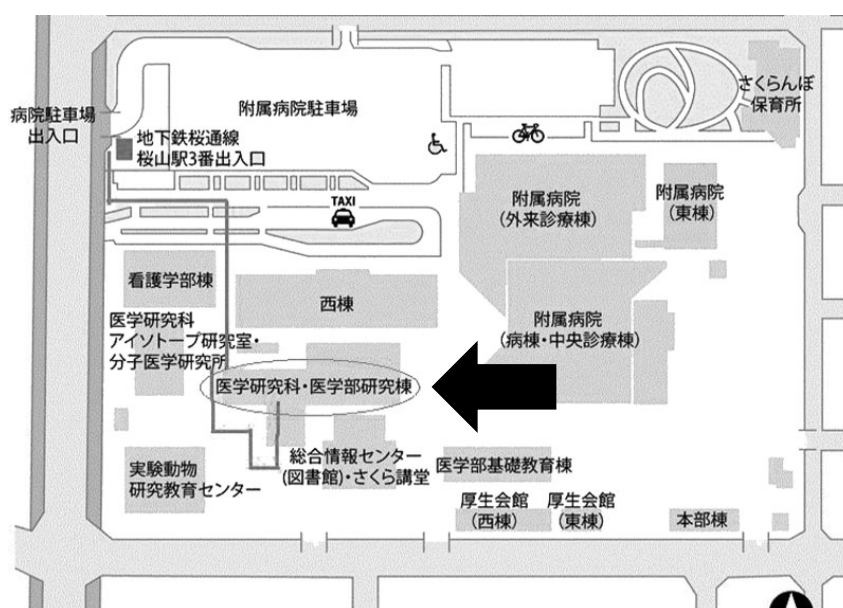 病院駐車場
出入口
附属病院駐車場
さくらんぼ
保育所
地下鉄桜通線
桜山駅3番出入口
TAXI
附属病院
(外来診療棟)
附属病院
(東棟)
看護学部棟
西棟
医学研究科
アイソトープ研究室・
分子医学研究所
附属病院
(病棟・中央診療棟)
医学研究科・医学部研究棟
実験動物
研究教育センター
総合情報センター
(図書館)・さくら講堂
医学部基礎教育棟
厚生会館
(西棟)
厚生会館
(東棟)
本部棟